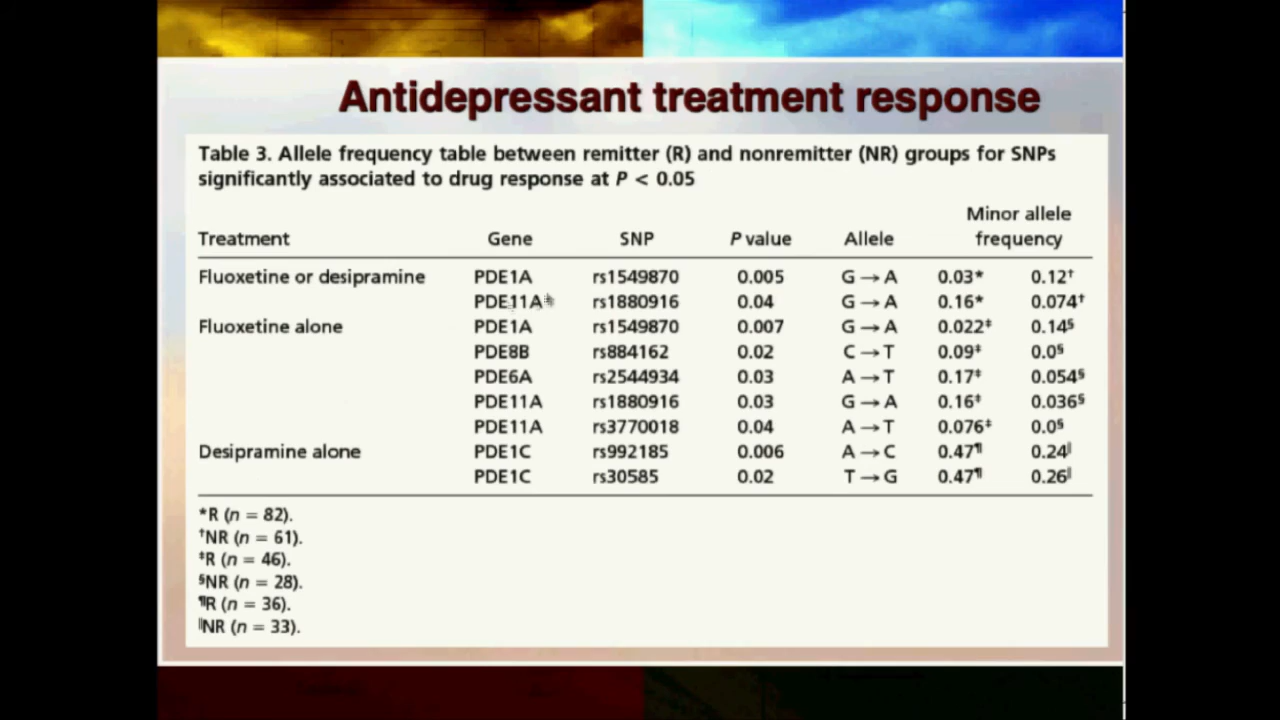 Antidepressant treatment response
Table 3. Allele frequency table between remitter (R) and nonremitter (NR) groups for SNPs
significantly associated to drug response at P < 0.05
Minor allele
Treatment Gene SNP P value Allele frequency
Fluoxetine or desipramine PDE1A rs1549870 0.005 G → A 0.03* 0.12†
PDE11A rs1880916 0.04 G → A 0.16* 0.074†
Fluoxetine alone PDE1A rs1549870 0.007 G → A 0.022‡ 0.14§
PDE8B rs884162 0.02 C → T 0.09‡ 0.0§
PDE6A rs2544934 0.03 A → T 0.17‡ 0.054§
PDE11A rs1880916 0.03 G → A 0.16‡ 0.036§
PDE11A rs3770018 0.04 A → T 0.076‡ 0.0§
Desipramine alone PDE1C rs992185 0.006 A → C 0.47¶ 0.24‖
PDE1C rs30585 0.02 T → G 0.47¶ 0.26‖
*R (n = 82).
†NR (n = 61).
‡R (n = 46).
§NR (n = 28).
¶R (n = 36).
‖NR (n = 33).